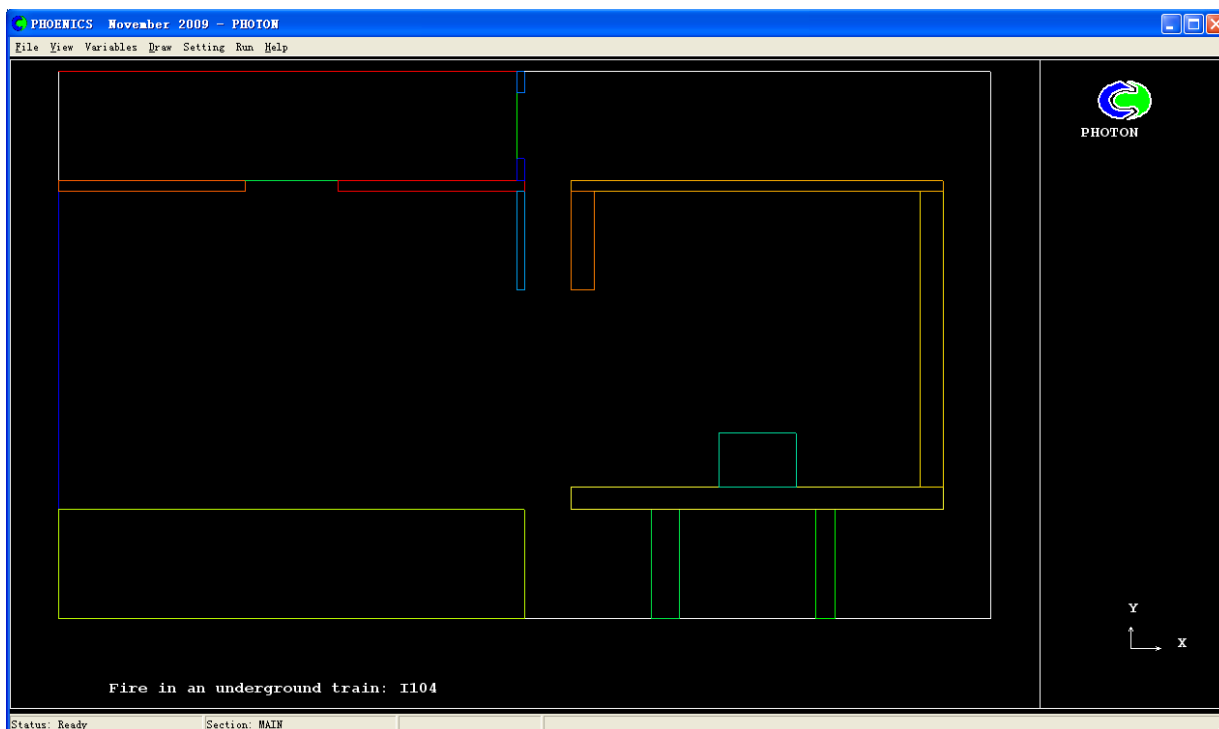 PHOENICS November 2009 - PHOTON
File View Variables Draw Setting Run Help
PHOTON
Y
X
Fire in an underground train: I104
Status: Ready Section: MAIN